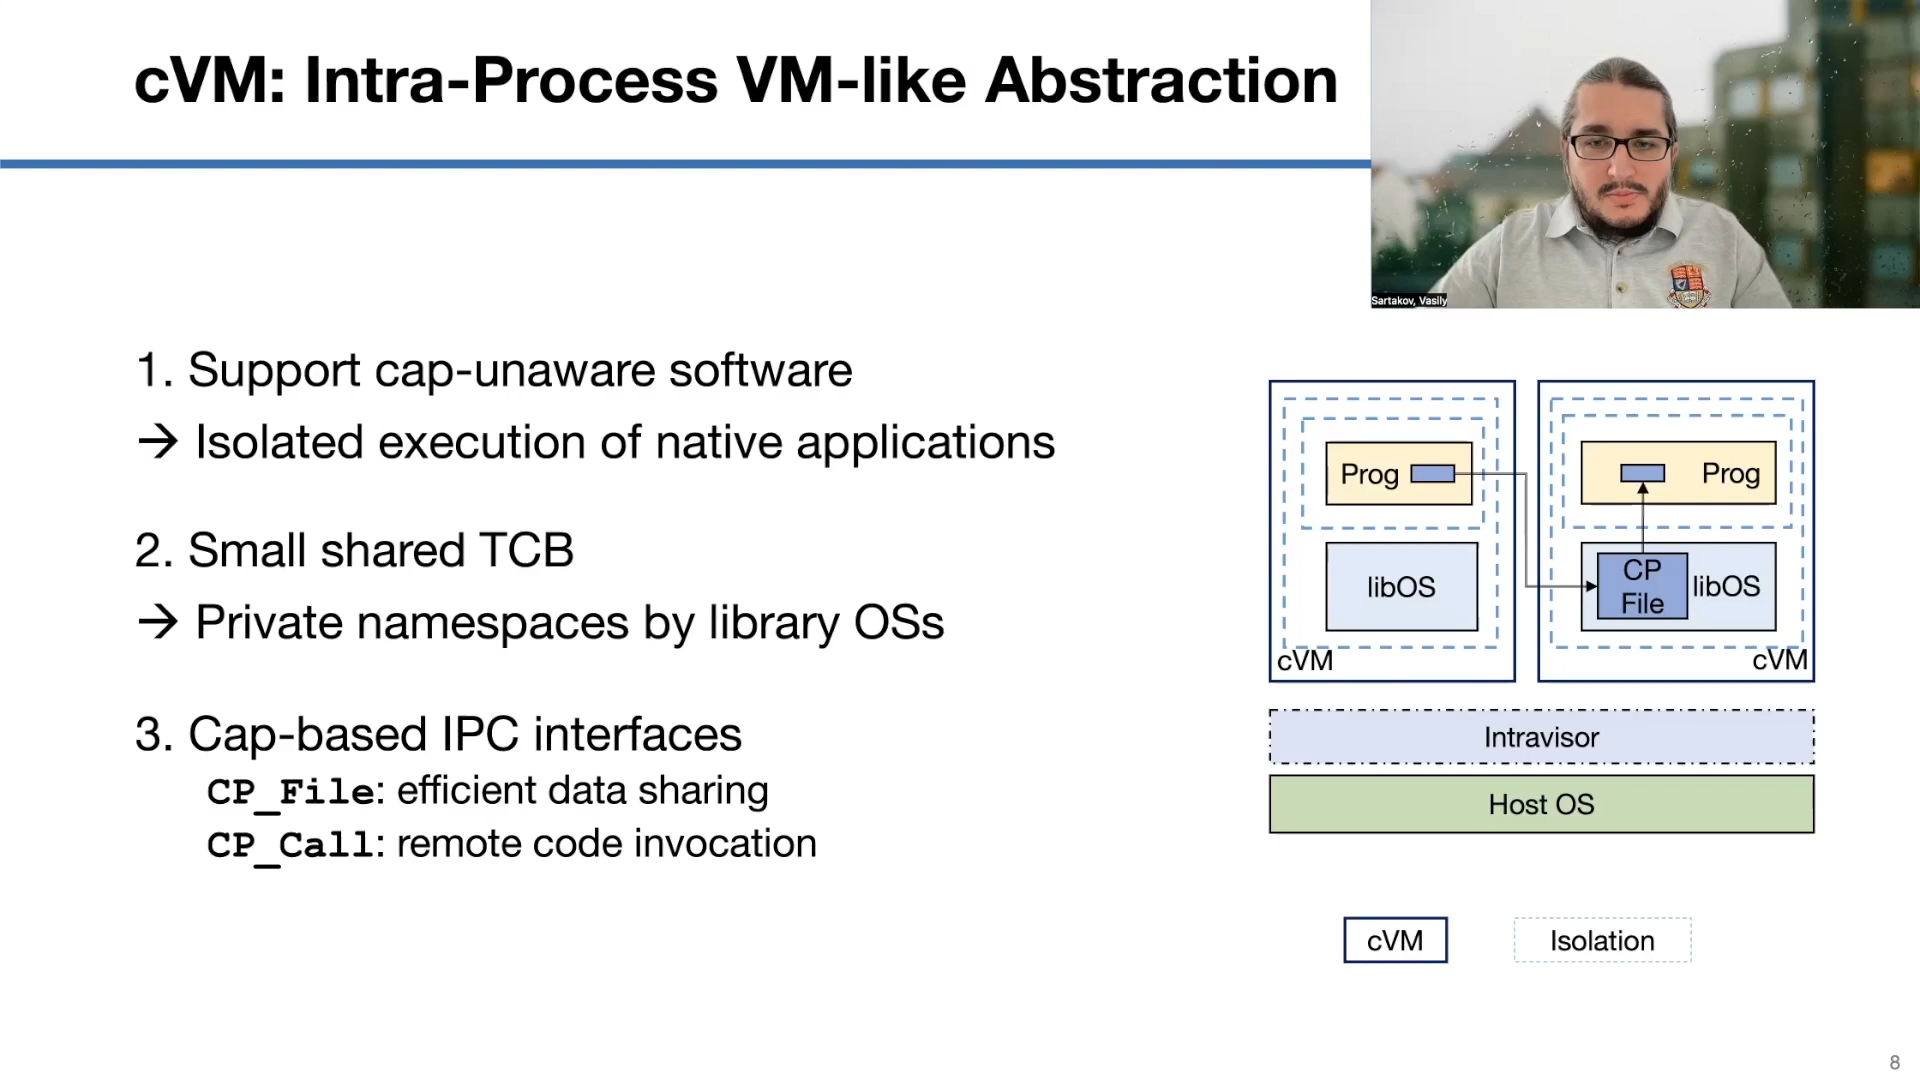 cVM: Intra-Process VM-like Abstraction
Sartakov, Vasily
1. Support cap-unaware software
→ Isolated execution of native applications
2. Small shared TCB
→ Private namespaces by library OSs
3. Cap-based IPC interfaces
CP_File: efficient data sharing
CP_Call: remote code invocation
Prog
libOS
cVM
Prog
CP
File
libOS
cVM
Intravisor
Host OS
cVM
Isolation
8